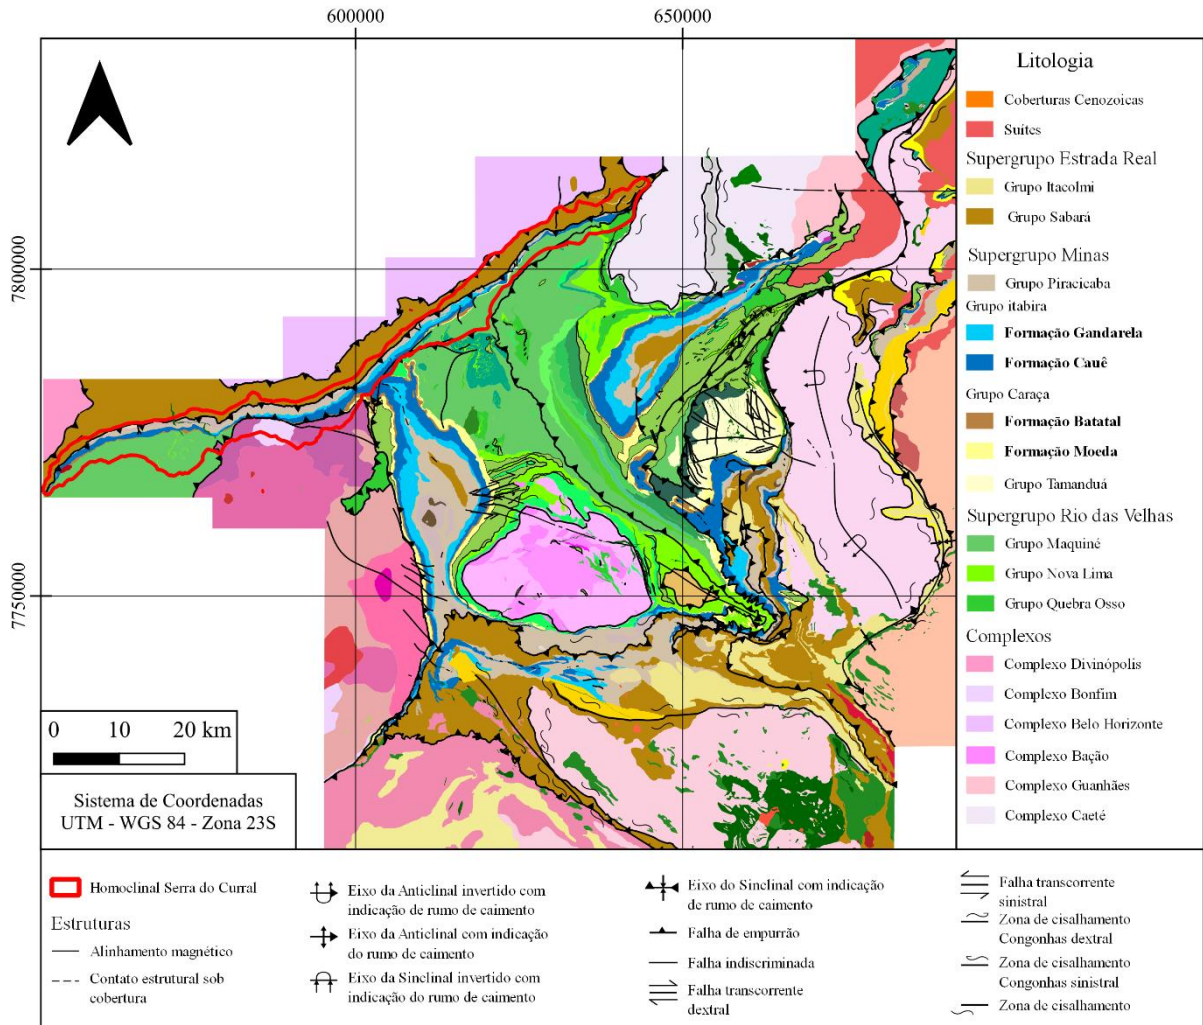 600000
650000
7800000
7750000
0 10 20 km
Sistema de Coordenadas
UTM - WGS 84 - Zona 23S
Litologia
Coberturas Cenozoicas
Suítes
Supergrupo Estrada Real
Grupo Itacolmi
Grupo Sabará
Supergrupo Minas
Grupo Piracicaba
Grupo itabira
Formação Gandarela
Formação Cauê
Grupo Caraça
Formação Batatal
Formação Moeda
Grupo Tamanduá
Supergrupo Rio das Velhas
Grupo Maquiné
Grupo Nova Lima
Grupo Quebra Osso
Complexos
Complexo Divinópolis
Complexo Bonfim
Complexo Belo Horizonte
Complexo Bação
Complexo Guanhães
Complexo Caeté
Homoclinal Serra do Curral
Estruturas
Alinhamento magnético
Contato estrutural sob
cobertura
Eixo da Anticlinal invertido com
indicação de rumo de caimento
Eixo da Anticlinal com indicação
do rumo de caimento
Eixo da Sinclinal invertido com
indicação do rumo de caimento
Eixo do Sinclinal com indicação
de rumo de caimento
Falha de empurrão
Falha indiscriminada
Falha transcorrente
dextral
Falha transcorrente
sinistral
Zona de cisalhamento
Congonhas dextral
Zona de cisalhamento
Congonhas sinistral
Zona de cisalhamento